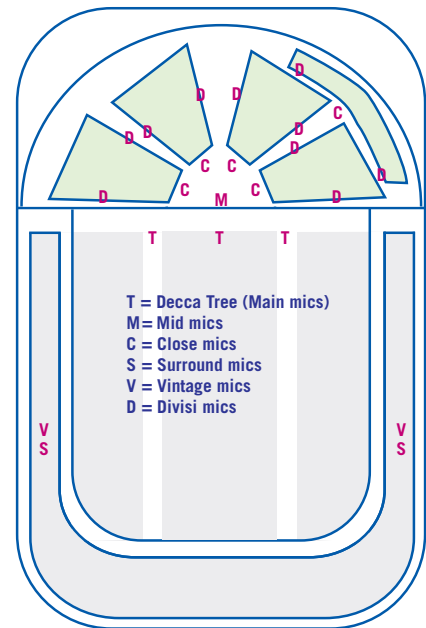 D
D D C
D D D
D
C C D
D C C D
D M D
T T T
T = Decca Tree (Main mics)
M = Mid mics
C = Close mics
S = Surround mics
V = Vintage mics
D = Divisi mics
V V
S S